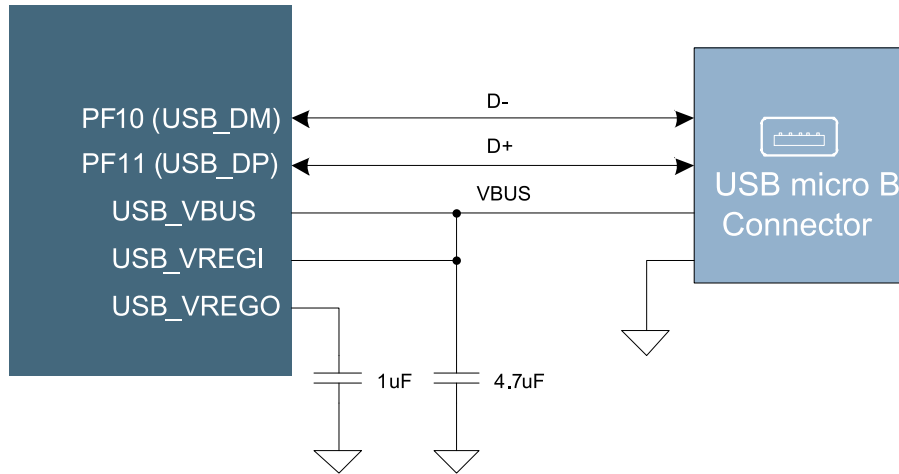 PF10 (USB_DM)
PF11 (USB_DP)
USB_VBUS
USB_VREGI
USB_VREGO
D-
D+
VBUS
1uF
4.7uF
USB micro B
Connector